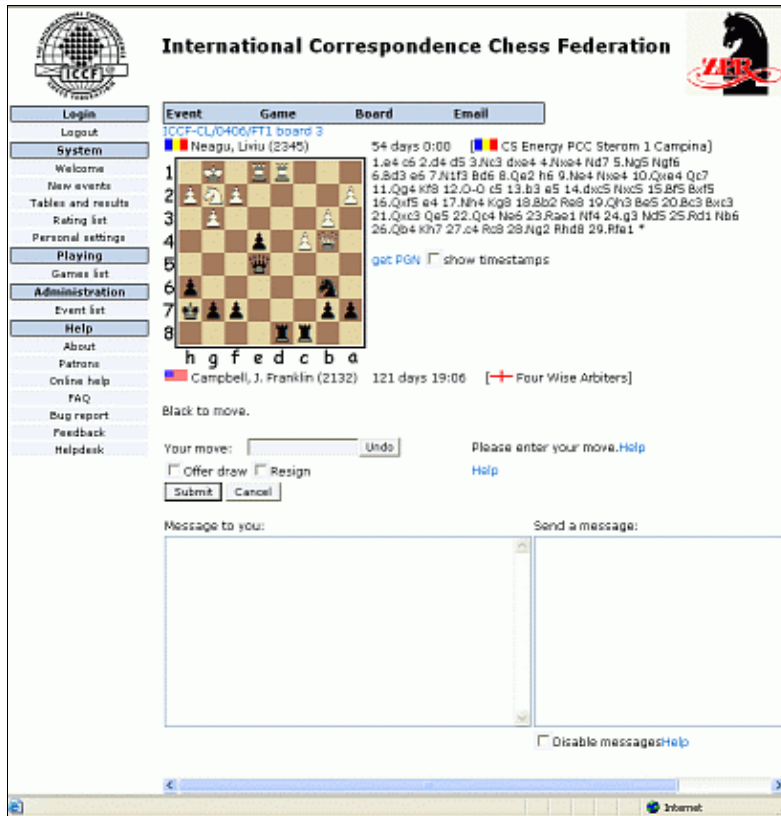 THE INTERNATIONAL CORRESPONDENCE
ICCF
CHESS FEDERATION
International Correspondence Chess Federation
Login
Logout
System
Welcome
New events
Tables and results
Rating list
Personal settings
Playing
Games list
Administration
Event list
Help
About
Patrons
Online help
FAQ
Bug report
Feedback
Helpdesk
Event Game Board Email
ICCF-CL/0406/FT1 board 3
Neagu, Liviu (2345) 54 days 0:00 [ CS Energy PCC Sterom 1 Campina]
1.e4 c6 2.d4 d5 3.Nc3 dxe4 4.Nxe4 Nd7 5.Ng5 Ngf6
6.Bd3 e6 7.N1f3 Bd6 8.Qe2 h6 9.Ne4 Nxe4 10.Qxe4 Qc7
11.Qg4 Kf8 12.O-O c5 13.b3 e5 14.dxc5 Nxc5 15.Bf5 Bxf5
16.Qxf5 e4 17.Nh4 Kg8 18.Bb2 Re8 19.Qh3 Be5 20.Bc3 Bxc3
21.Qxc3 Qe5 22.Qc4 Ne6 23.Rae1 Nf4 24.g3 Nd5 25.Rd1 Nb6
26.Qb4 Kh7 27.c4 Rc8 28.Ng2 Rhd8 29.Rfe1 *
get PGN show timestamps
1
2
3
4
5
6
7
8
h g f e d c b a
Campbell, J. Franklin (2132) 121 days 19:06 [ Four Wise Arbiters]
Black to move.
Your move: Undo Please enter your move.Help
Offer draw Resign Help
Submit Cancel
Message to you: Send a message:
Disable messagesHelp
Internet